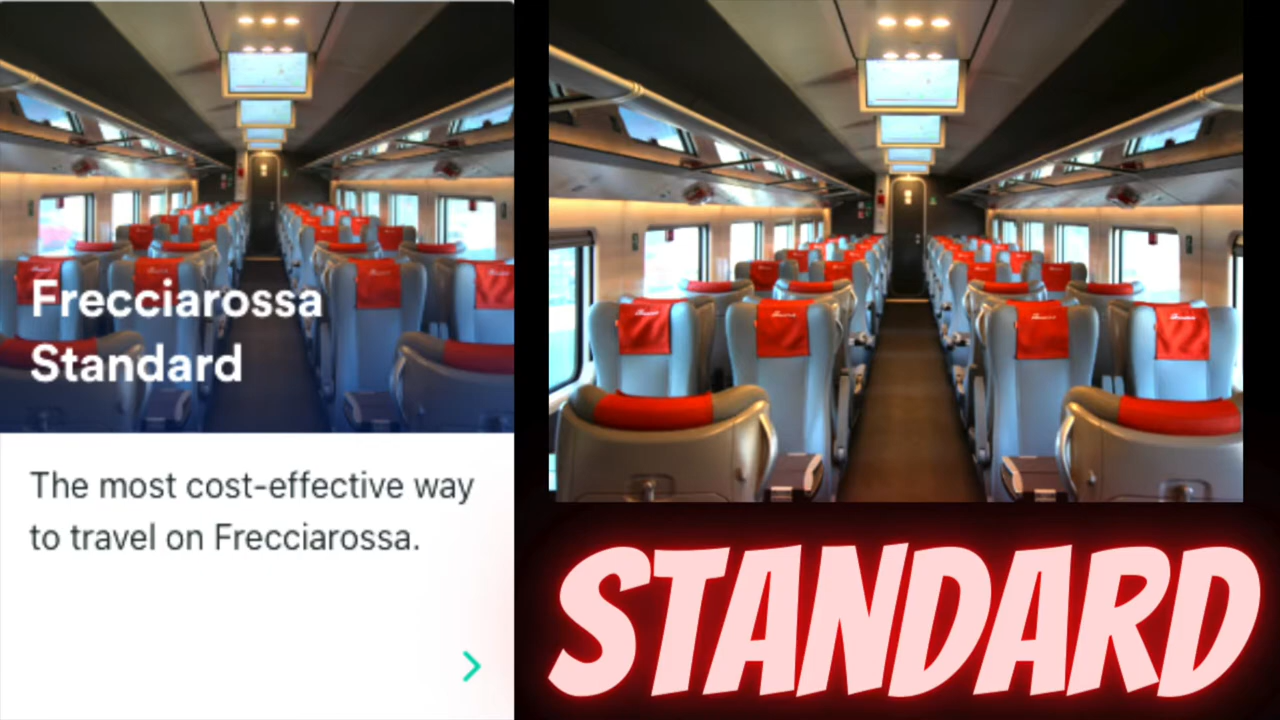 Frecciarossa
Standard
The most cost-effective way
to travel on Frecciarossa.
STANDARD